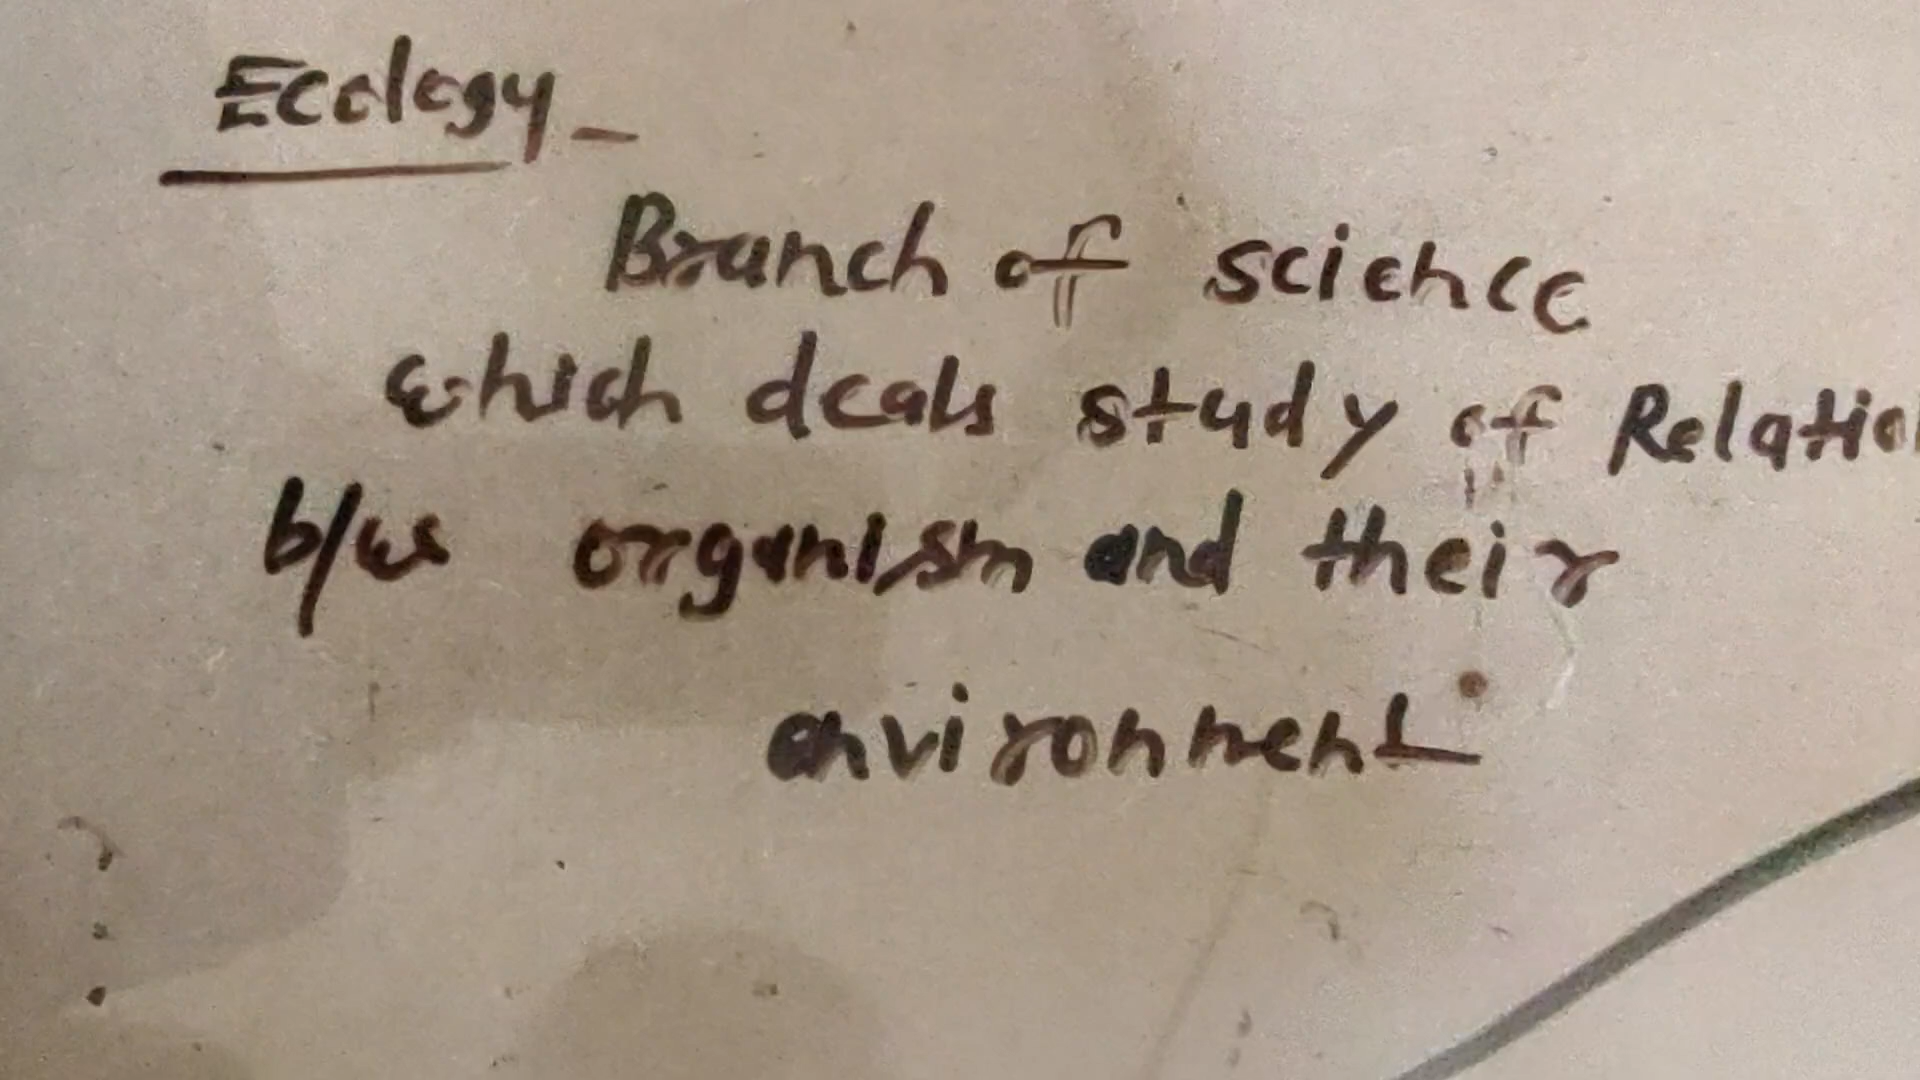 Ecology -
Branch of science
which deals study of Relatio
b/w organism and their
environment